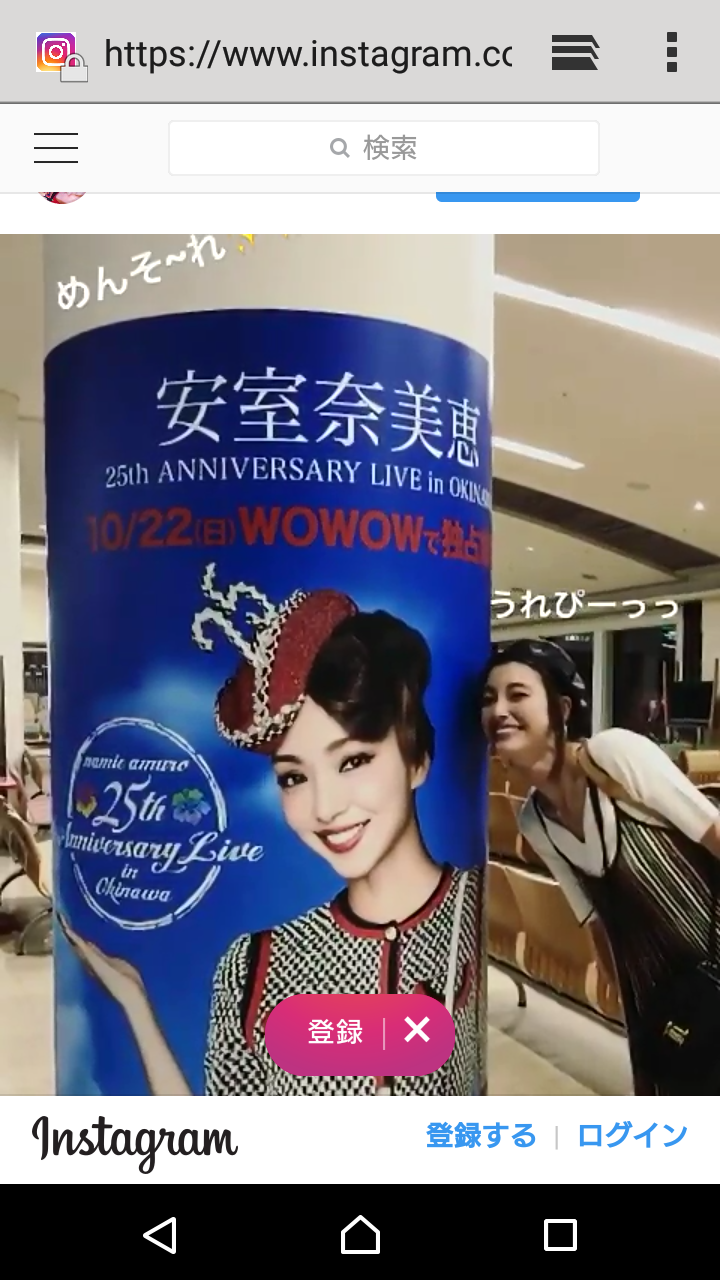 https://www.instagram.cc
検索
めんそ~れ
安室奈美恵
25th ANNIVERSARY LIVE in OKINA
10/22(日)WOWOWで独占
うれぴーっっ
namie amuro
25th
Anniversary Live
in
Okinawa
登録
Instagram
登録する | ログイン